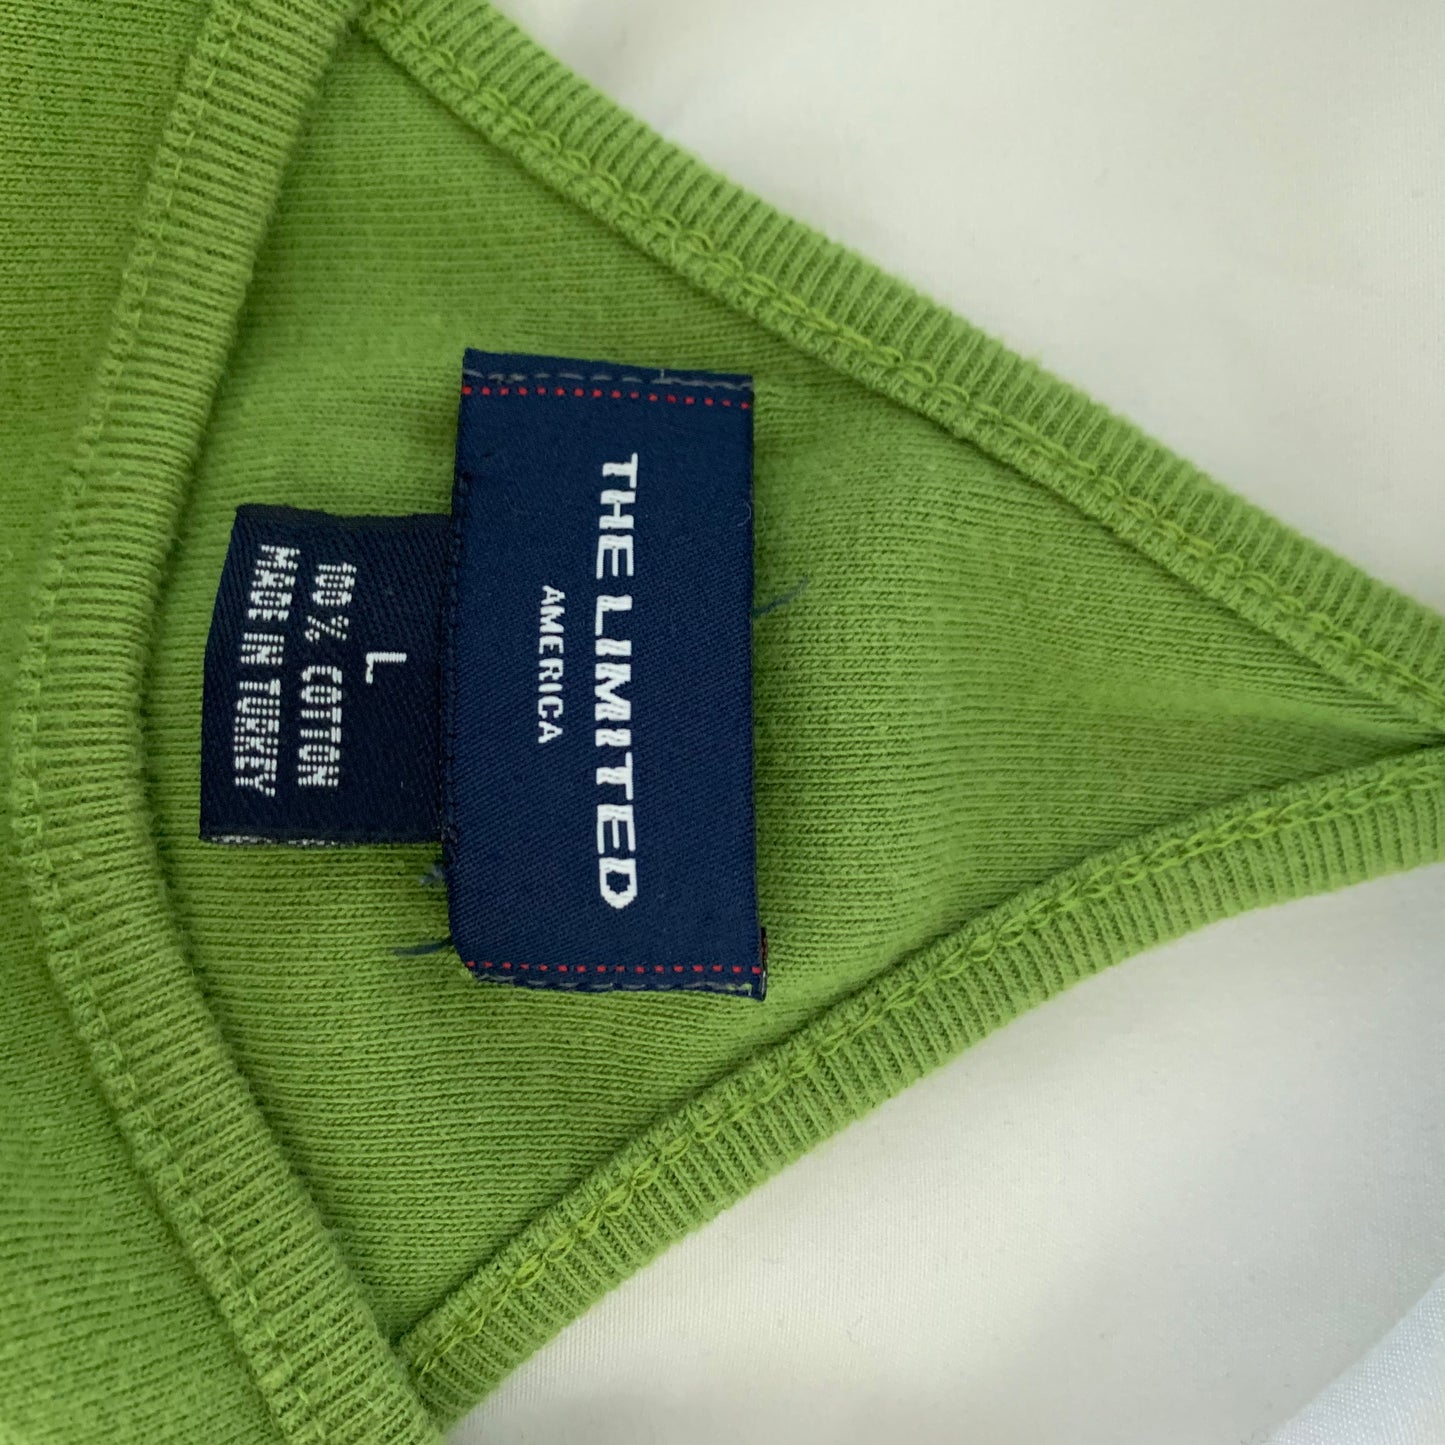 THE LIMITED
AMERICA
L
100% COTTON
MADE IN TURKEY